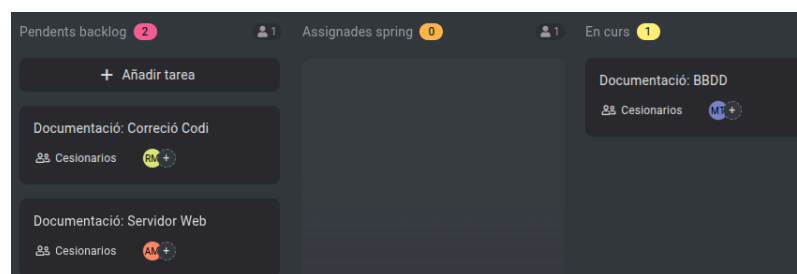 Pendents backlog 2 1
+ Añadir tarea
Documentació: Correció Codi
Cesionarios RM +
Documentació: Servidor Web
Cesionarios AM +
Assignades spring 0 1
En curs 1
Documentació: BBDD
Cesionarios MT +